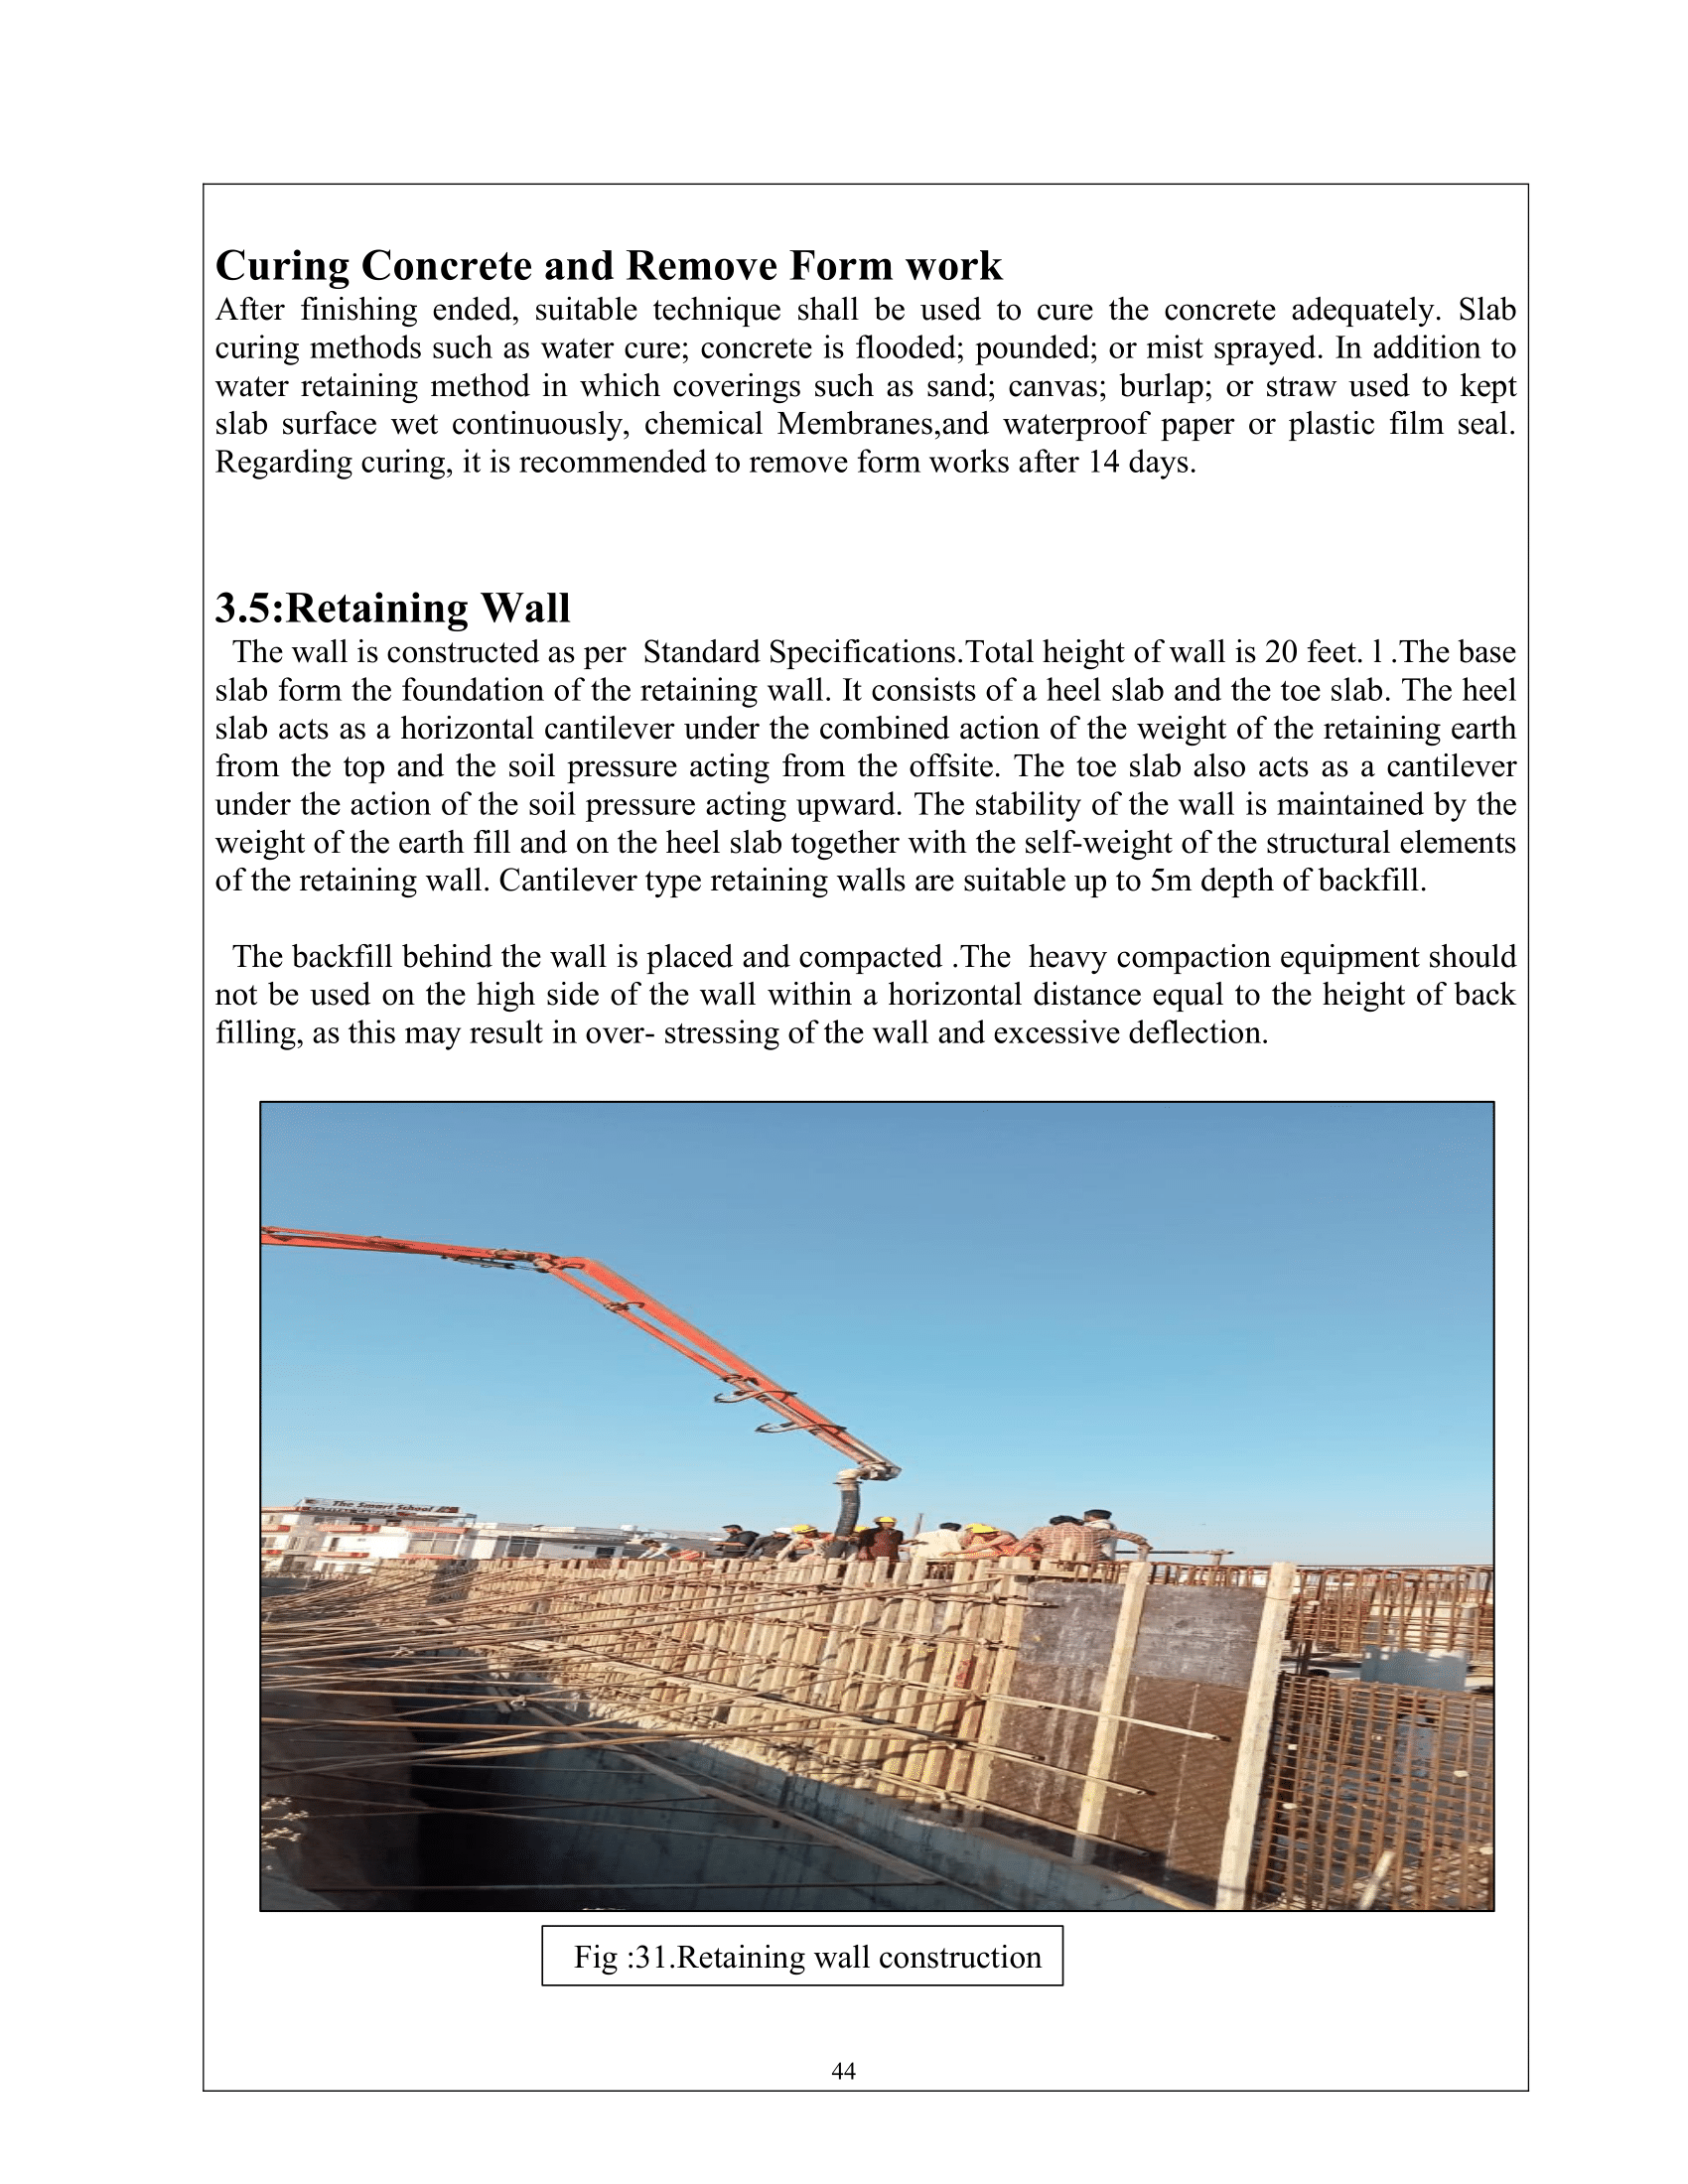 Curing Concrete and Remove Form work
After finishing ended, suitable technique shall be used to cure the concrete adequately. Slab
curing methods such as water cure; concrete is flooded; pounded; or mist sprayed. In addition to
water retaining method in which coverings such as sand; canvas; burlap; or straw used to kept
slab surface wet continuously, chemical Membranes,and waterproof paper or plastic film seal.
Regarding curing, it is recommended to remove form works after 14 days.
3.5:Retaining Wall
The wall is constructed as per Standard Specifications.Total height of wall is 20 feet. l .The base
slab form the foundation of the retaining wall. It consists of a heel slab and the toe slab. The heel
slab acts as a horizontal cantilever under the combined action of the weight of the retaining earth
from the top and the soil pressure acting from the offsite. The toe slab also acts as a cantilever
under the action of the soil pressure acting upward. The stability of the wall is maintained by the
weight of the earth fill and on the heel slab together with the self-weight of the structural elements
of the retaining wall. Cantilever type retaining walls are suitable up to 5m depth of backfill.
The backfill behind the wall is placed and compacted .The heavy compaction equipment should
not be used on the high side of the wall within a horizontal distance equal to the height of back
filling, as this may result in over- stressing of the wall and excessive deflection.
The Smart School
Fig :31.Retaining wall construction
44